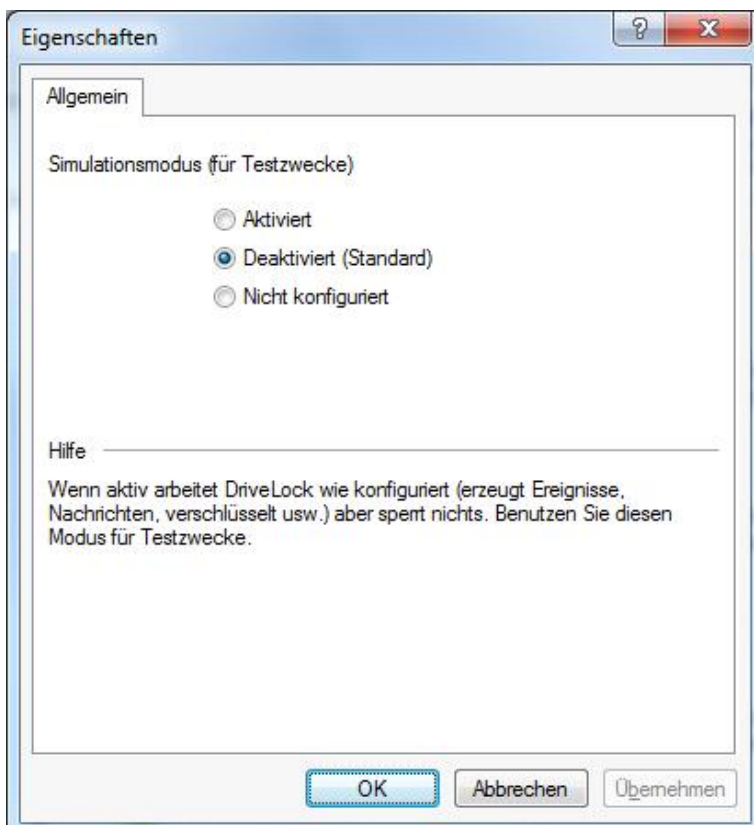 Eigenschaften
Allgemein
Simulationsmodus (für Testzwecke)
Aktiviert
Deaktiviert (Standard)
Nicht konfiguriert
Hilfe
Wenn aktiv arbeitet DriveLock wie konfiguriert (erzeugt Ereignisse,
Nachrichten, verschlüsselt usw.) aber sperrt nichts. Benutzen Sie diesen
Modus für Testzwecke.
OK Abbrechen Übernehmen